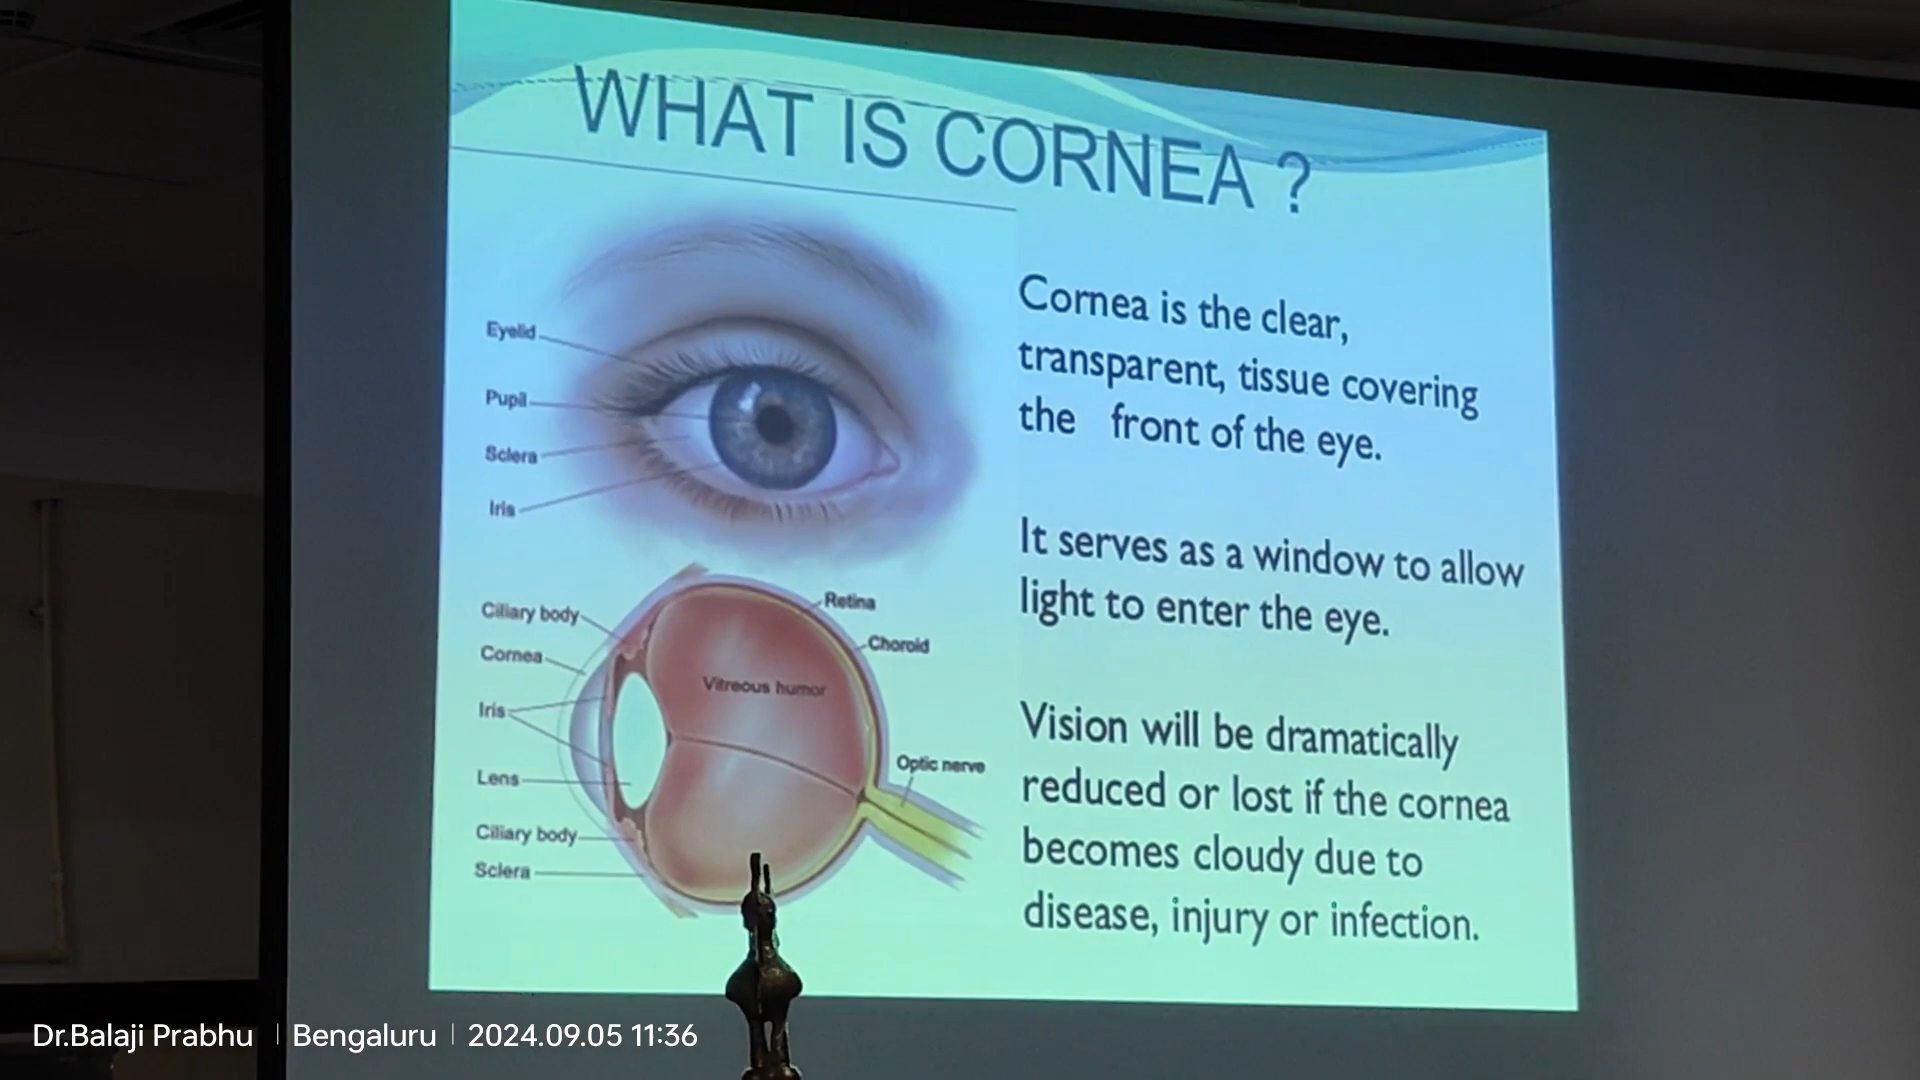 WHAT IS CORNEA ?
Eyelid
Pupil
Sclera
Iris
Ciliary body
Cornea
Iris
Lens
Ciliary body
Sclera
Retina
Choroid
Vitreous humor
Optic nerve
Cornea is the clear,
transparent, tissue covering
the front of the eye.
It serves as a window to allow
light to enter the eye.
Vision will be dramatically
reduced or lost if the cornea
becomes cloudy due to
disease, injury or infection.
Dr.Balaji Prabhu | Bengaluru | 2024.09.05 11:36